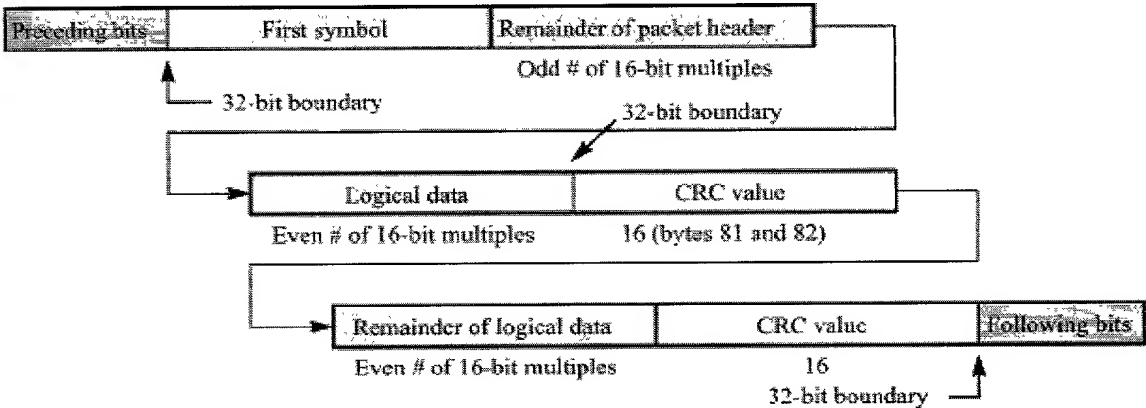 Preceding bits
First symbol
Remainder of packet header
Odd # of 16-bit multiples
32-bit boundary
32-bit boundary
Logical data
CRC value
Even # of 16-bit multiples
16 (bytes 81 and 82)
Remainder of logical data
CRC value
Following bits
Even # of 16-bit multiples
16
32-bit boundary